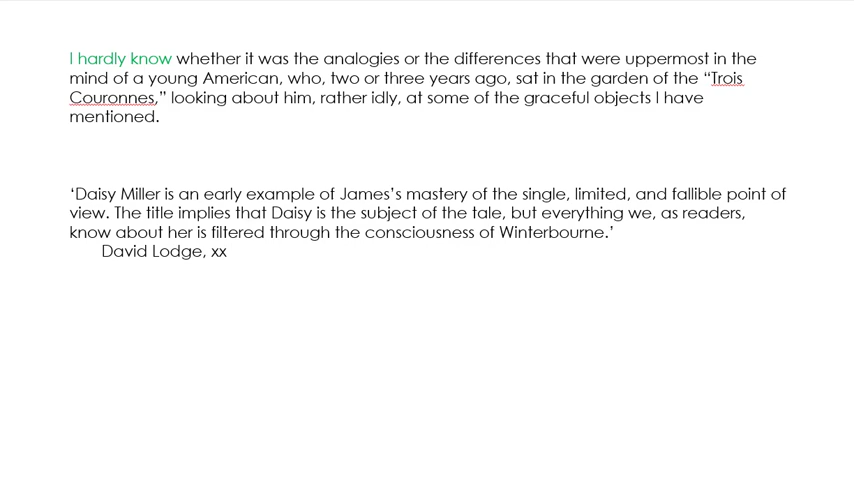 I hardly know whether it was the analogies or the differences that were uppermost in the
mind of a young American, who, two or three years ago, sat in the garden of the “Trois
Couronnes,” looking about him, rather idly, at some of the graceful objects I have
mentioned.
‘Daisy Miller is an early example of James’s mastery of the single, limited, and fallible point of
view. The title implies that Daisy is the subject of the tale, but everything we, as readers,
know about her is filtered through the consciousness of Winterbourne.’
David Lodge, xx